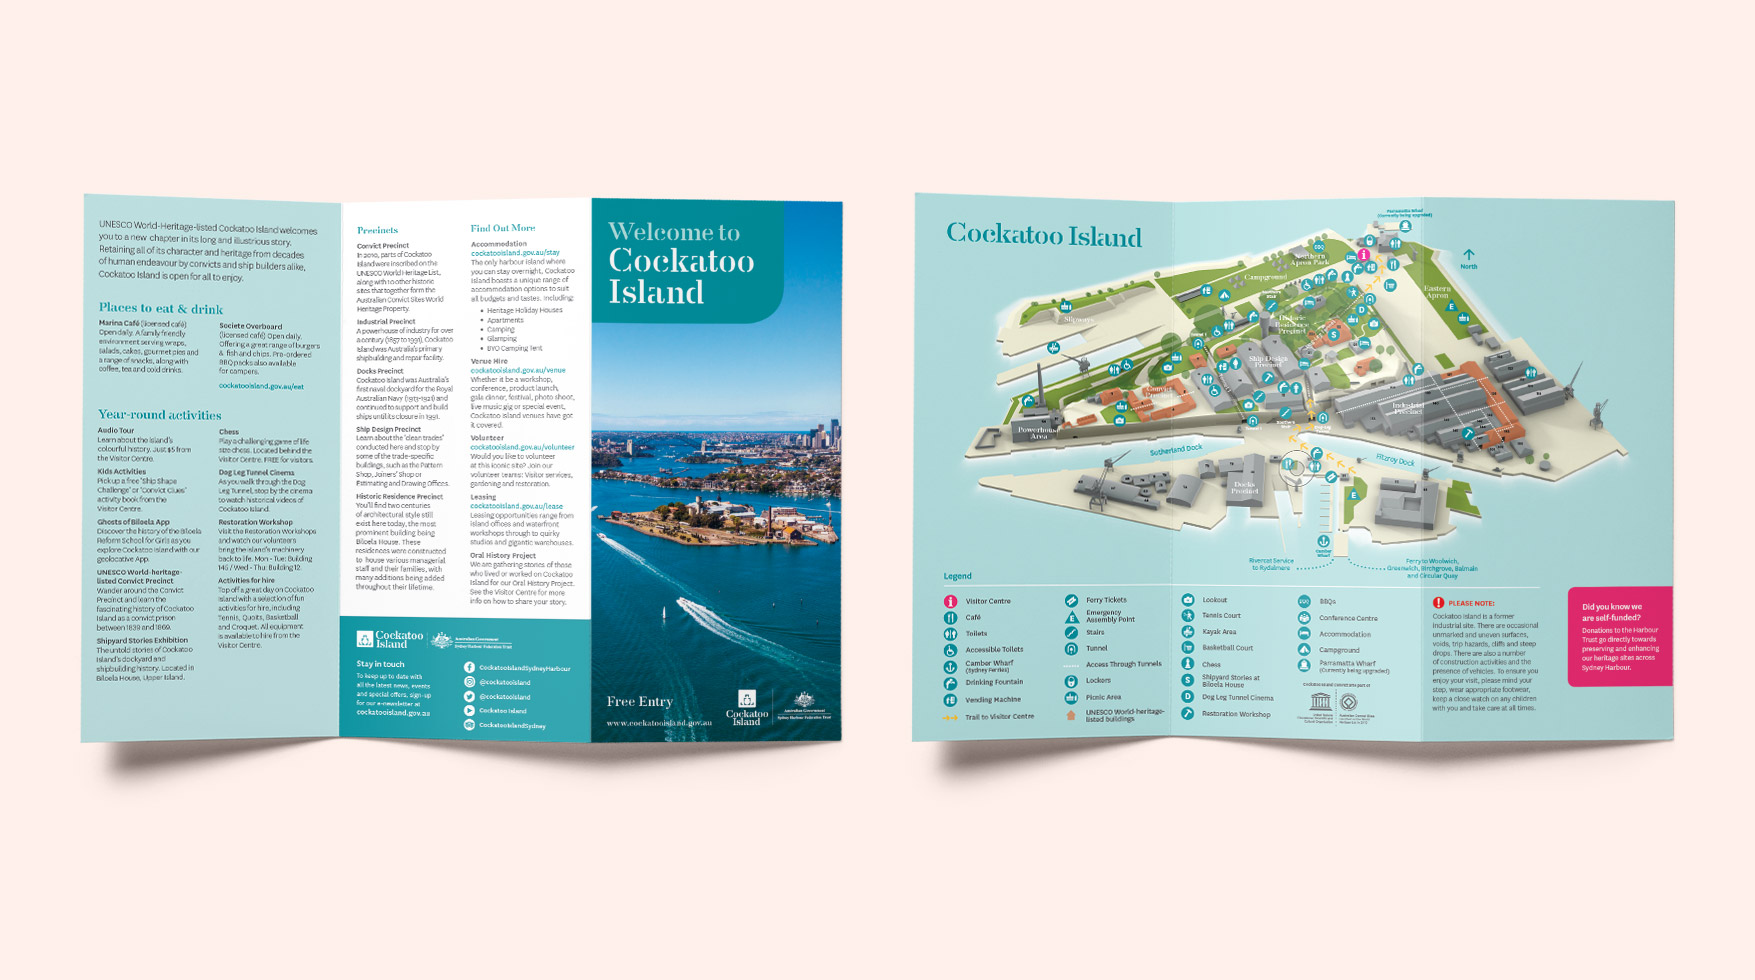 UNESCO World-Heritage-listed Cockatoo Island welcomes
you to a new chapter in its long and illustrious story.
Retaining all of its character and heritage from decades
of human endeavour by convicts and ship builders alike,
Cockatoo Island is open for all to enjoy.
Places to eat & drink
Marina Café (licensed café)
Open daily. A family friendly
environment serving wraps,
salads, cakes, gourmet pies and
a range of snacks, along with
coffee, tea and cold drinks.
Societe Overboard
(licensed café) Open daily.
Offering a great range of burgers
& fish and chips. Pre-ordered
BBQ packs also available
for campers.
cockatooisland.gov.au/eat
Year-round activities
Audio Tour
Learn about the Island's
colourful history. Just $5 from
the Visitor Centre.
Kids Activities
Pick up a free 'Ship Shape
Challenge' or 'Convict Clues'
activity book from the
Visitor Centre.
Ghosts of Biloela App
Discover the history of the Biloela
Reform School for Girls as you
explore Cockatoo Island with our
geolocative App.
UNESCO World-heritage-
listed Convict Precinct
Wander around the Convict
Precinct and learn the
fascinating history of Cockatoo
Island as a convict prison
between 1839 and 1869.
Shipyard Stories Exhibition
The untold stories of Cockatoo
Island's dockyard and
shipbuilding history. Located in
Biloela House, Upper Island.
Chess
Play a challenging game of life
size chess. Located behind the
Visitor Centre. FREE for visitors.
Dog Leg Tunnel Cinema
As you walk through the Dog
Leg Tunnel, stop by the cinema
to watch historical videos of
Cockatoo Island.
Restoration Workshop
Visit the Restoration Workshops
and watch our volunteers
bring the island's machinery
back to life. Mon - Tue: Building
145 / Wed - Thu: Building 12.
Activities for hire
Top off a great day on Cockatoo
Island with a selection of fun
activities for hire, including
Tennis, Quoits, Basketball
and Croquet. All equipment
is available to hire from the
Visitor Centre.
Precincts
Convict Precinct
In 2010, parts of Cockatoo
Island were inscribed on the
UNESCO World Heritage List,
along with 10 other historic
sites that together form the
Australian Convict Sites World
Heritage Property.
Industrial Precinct
A powerhouse of industry for over
a century (1857 to 1991), Cockatoo
Island was Australia's primary
shipbuilding and repair facility.
Docks Precinct
Cockatoo Island was Australia's
first naval dockyard for the Royal
Australian Navy (1913-1921) and
continued to support and build
ships until its closure in 1991.
Ship Design Precinct
Learn about the 'clean trades'
conducted here and stop by
some of the trade-specific
buildings, such as the Pattern
Shop, Joiners' Shop or
Estimating and Drawing Offices.
Historic Residence Precinct
You'll find two centuries
of architectural style still
exist here today, the most
prominent building being
Biloela House. These
residences were constructed
to house various managerial
staff and their families, with
many additions being added
throughout their lifetime.
Find Out More
Accommodation
cockatooisland.gov.au/stay
The only harbour island where
you can stay overnight, Cockatoo
Island boasts a unique range of
accommodation options to suit
all budgets and tastes. Including:
• Heritage Holiday Houses
• Apartments
• Camping
• Glamping
• BYO Camping Tent
Venue Hire
cockatooisland.gov.au/venue
Whether it be a workshop,
conference, product launch,
gala dinner, festival, photo shoot,
live music gig or special event,
Cockatoo Island venues have got
it covered.
Volunteer
cockatooisland.gov.au/volunteer
Would you like to volunteer
at this iconic site? Join our
volunteer teams: Visitor services,
gardening and restoration.
Leasing
cockatooisland.gov.au/lease
Leasing opportunities range from
island offices and waterfront
workshops through to quirky
studios and gigantic warehouses.
Oral History Project
We are gathering stories of those
who lived or worked on Cockatoo
Island for our Oral History Project.
See the Visitor Centre for more
info on how to share your story.
Cockatoo
Island
Australian Government
Sydney Harbour Federation Trust
Stay in touch
To keep up to date with
all the latest news, events
and special offers, sign-up
for our e-newsletter at
cockatooisland.gov.au
CockatooIslandSydneyHarbour
@cockatooisland
@cockatooisland
Cockatoo Island
CockatooIslandSydney
Welcome to
Cockatoo
Island
Free Entry
www.cockatooisland.gov.au
Cockatoo
Island
Australian Government
Sydney Harbour Federation Trust
Cockatoo Island
Parramatta Wharf
(Currently being upgraded)
North
Northern
Apron Park
Campground
Eastern
Apron
Slipways
Historic
Residence
Precinct
Ship Design
Precinct
Convict
Precinct
Industrial
Precinct
Powerhouse
Area
Sutherland Dock
Fitzroy Dock
Docks
Precinct
Camber
Wharf
Rivercat Service
to Rydalmere
Ferry to Woolwich,
Greenwich, Birchgrove, Balmain
and Circular Quay
Legend
Visitor Centre
Café
Toilets
Accessible Toilets
Camber Wharf
(Sydney Ferries)
Drinking Fountain
Vending Machine
Trail to Visitor Centre
Ferry Tickets
Emergency
Assembly Point
Stairs
Tunnel
Access Through Tunnels
Lockers
Picnic Area
UNESCO World-heritage-
listed buildings
Lookout
Tennis Court
Kayak Area
Basketball Court
Chess
Shipyard Stories at
Biloela House
Dog Leg Tunnel Cinema
Restoration Workshop
BBQs
Conference Centre
Accommodation
Campground
Parramatta Wharf
(Currently being upgraded)
PLEASE NOTE:
Cockatoo Island is a former
industrial site. There are occasional
unmarked and uneven surfaces,
voids, trip hazards, cliffs and steep
drops. There are also a number
of construction activities and the
presence of vehicles. To ensure you
enjoy your visit, please mind your
step, wear appropriate footwear,
keep a close watch on any children
with you and take care at all times.
Did you know we
are self-funded?
Donations to the Harbour
Trust go directly towards
preserving and enhancing
our heritage sites across
Sydney Harbour.